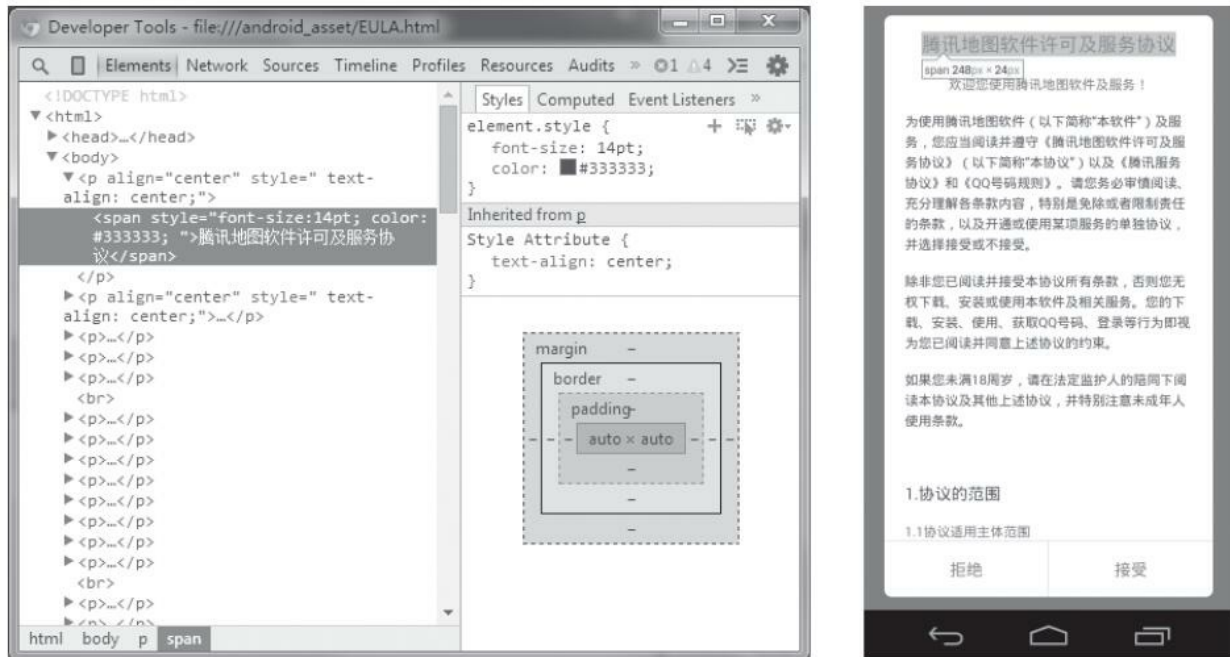 Developer Tools - file:///android_asset/EULA.html
Elements Network Sources Timeline Profiles Resources Audits » 1 4
<!DOCTYPE html>
▼<html>
▶<head>…</head>
▼<body>
▼<p align="center" style=" text-
align: center;">
<span style="font-size:14pt; color:
#333333; ">腾讯地图软件许可及服务协
议</span>
</p>
▶<p align="center" style=" text-
align: center;">…</p>
▶<p>…</p>
▶<p>…</p>
▶<p>…</p>
<br>
▶<p>…</p>
▶<p>…</p>
▶<p>…</p>
▶<p>…</p>
▶<p>…</p>
▶<p>…</p>
▶<p>…</p>
▶<p>…</p>
<br>
▶<p>…</p>
▶<p>…</p>
html body p span
Styles Computed Event Listeners »
element.style {
font-size: 14pt;
color: #333333;
}
Inherited from p
Style Attribute {
text-align: center;
}
margin –
border –
padding-
- - - auto × auto - - -
–
–
–
腾讯地图软件许可及服务协议
span 248px × 24px
欢迎您使用腾讯地图软件及服务！
为使用腾讯地图软件（以下简称“本软件”）及服
务，您应当阅读并遵守《腾讯地图软件许可及服
务协议》（以下简称“本协议”）以及《腾讯服务
协议》和《QQ号码规则》。请您务必审慎阅读、
充分理解各条款内容，特别是免除或者限制责任
的条款，以及开通或使用某项服务的单独协议，
并选择接受或不接受。
除非您已阅读并接受本协议所有条款，否则您无
权下载、安装或使用本软件及相关服务。您的下
载、安装、使用、获取QQ号码、登录等行为即视
为您已阅读并同意上述协议的约束。
如果您未满18周岁，请在法定监护人的陪同下阅
读本协议及其他上述协议，并特别注意未成年人
使用条款。
1.协议的范围
1.1协议适用主体范围
拒绝 接受